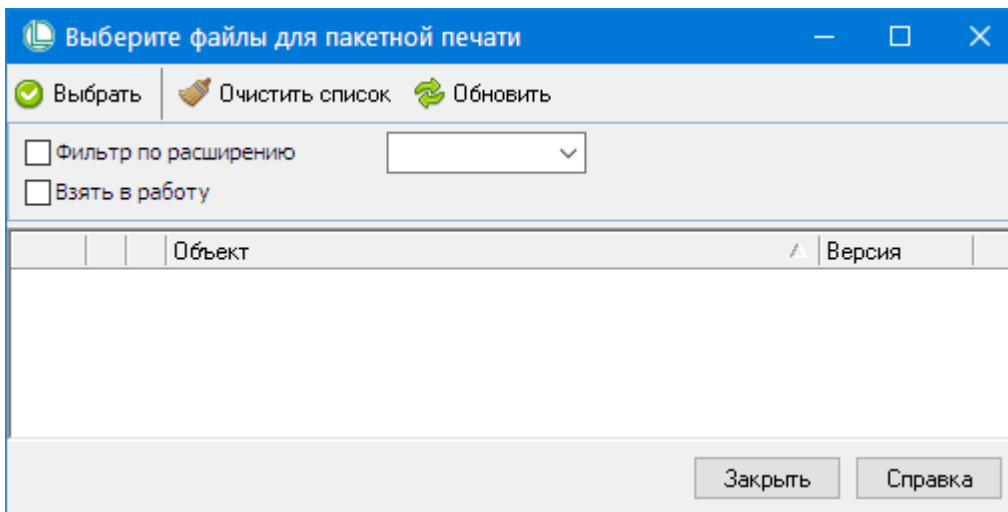 Выберите файлы для пакетной печати
Выбрать Очистить список Обновить
Фильтр по расширению
Взять в работу
Объект Версия
Закрыть Справка